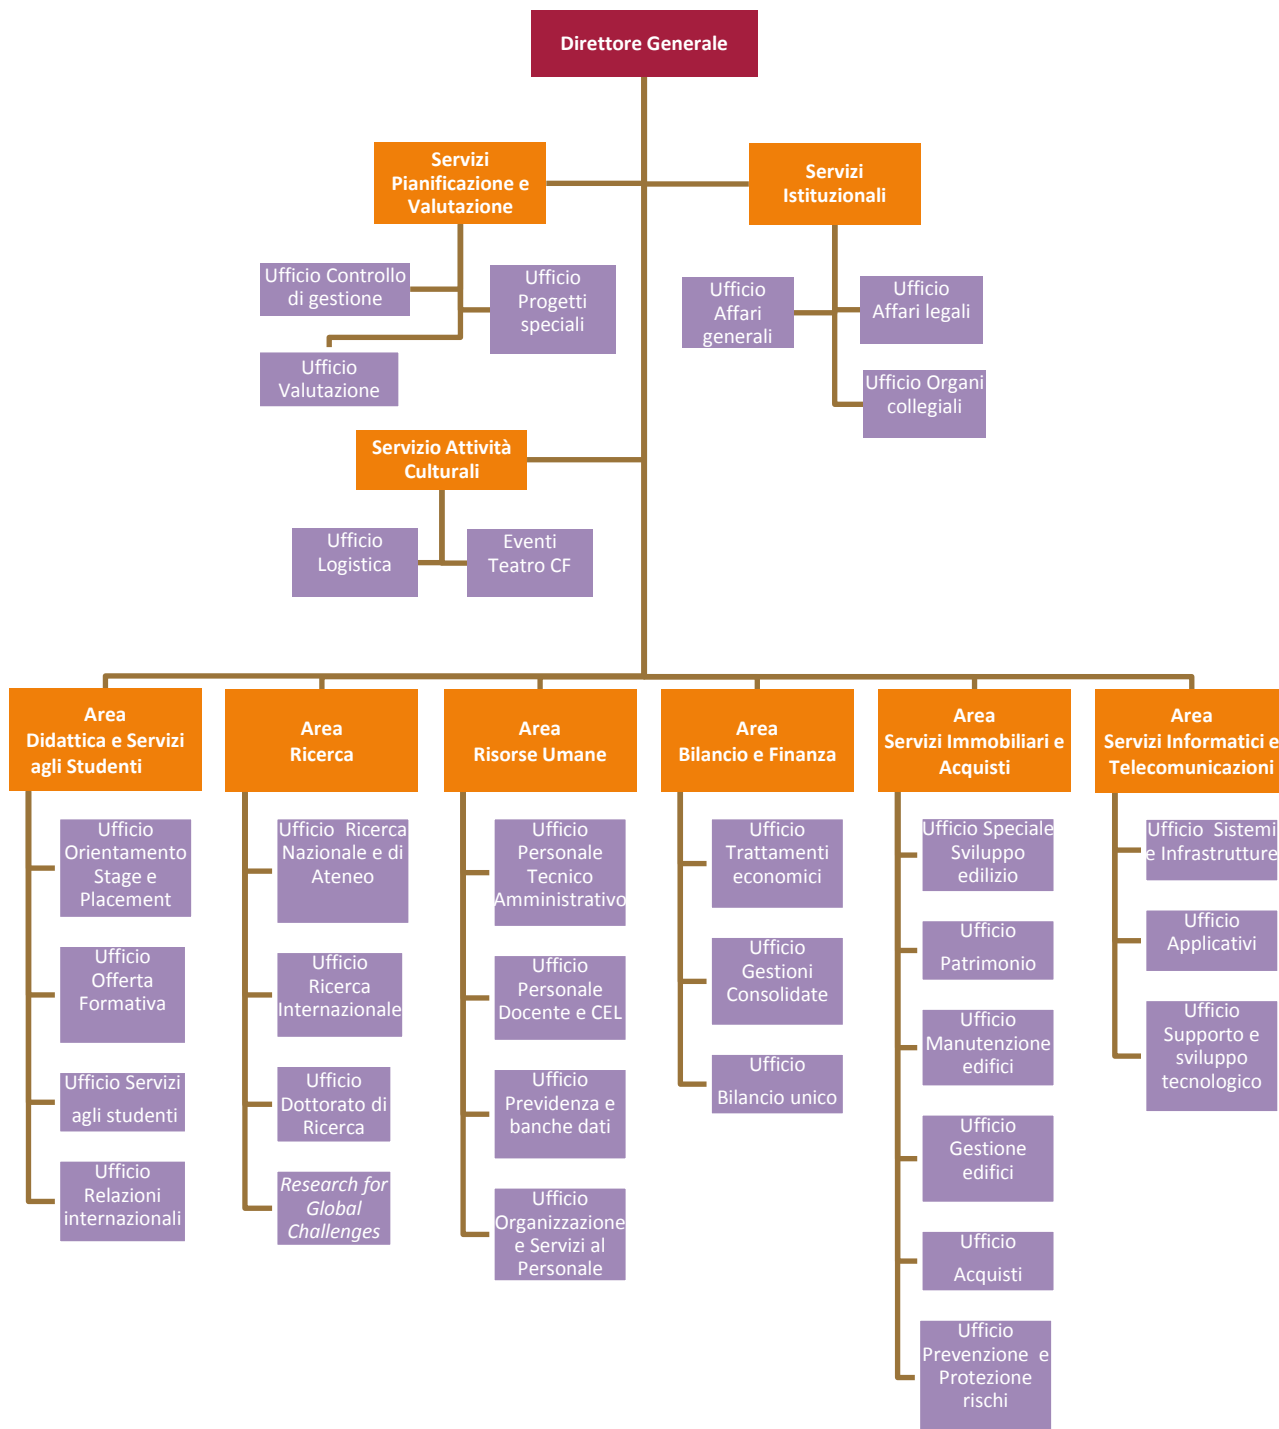 Direttore Generale
Servizi
Pianificazione e
Valutazione
Servizi
Istituzionali
Ufficio Controllo
di gestione
Ufficio
Progetti
speciali
Ufficio
Valutazione
Ufficio
Affari
generali
Ufficio
Affari legali
Ufficio Organi
collegiali
Servizio Attività
Culturali
Ufficio
Logistica
Eventi
Teatro CF
Area
Didattica e Servizi
agli Studenti
Area
Ricerca
Area
Risorse Umane
Area
Bilancio e Finanza
Area
Servizi Immobiliari e
Acquisti
Area
Servizi Informatici e
Telecomunicazioni
Ufficio
Orientamento
Stage e
Placement
Ufficio
Offerta
Formativa
Ufficio Servizi
agli studenti
Ufficio
Relazioni
internazionali
Ufficio Ricerca
Nazionale e di
Ateneo
Ufficio
Ricerca
Internazionale
Ufficio
Dottorato di
Ricerca
Research for
Global
Challenges
Ufficio
Personale
Tecnico
Amministrativo
Ufficio
Personale
Docente e CEL
Ufficio
Previdenza e
banche dati
Ufficio
Organizzazione
e Servizi al
Personale
Ufficio
Trattamenti
economici
Ufficio
Gestioni
Consolidate
Ufficio
Bilancio unico
Ufficio Speciale
Sviluppo
edilizio
Ufficio
Patrimonio
Ufficio
Manutenzione
edifici
Ufficio
Gestione
edifici
Ufficio
Acquisti
Ufficio
Prevenzione e
Protezione
rischi
Ufficio Sistemi
e Infrastrutture
Ufficio
Applicativi
Ufficio
Supporto e
sviluppo
tecnologico